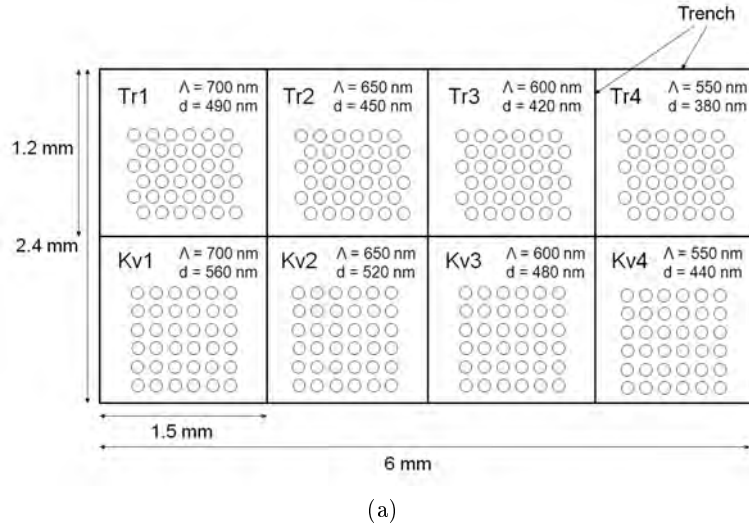 Trench
Tr1
Λ = 700 nm
d = 490 nm
Tr2
Λ = 650 nm
d = 450 nm
Tr3
Λ = 600 nm
d = 420 nm
Tr4
Λ = 550 nm
d = 380 nm
1.2 mm
2.4 mm
Kv1
Λ = 700 nm
d = 560 nm
Kv2
Λ = 650 nm
d = 520 nm
Kv3
Λ = 600 nm
d = 480 nm
Kv4
Λ = 550 nm
d = 440 nm
1.5 mm
6 mm
(a)